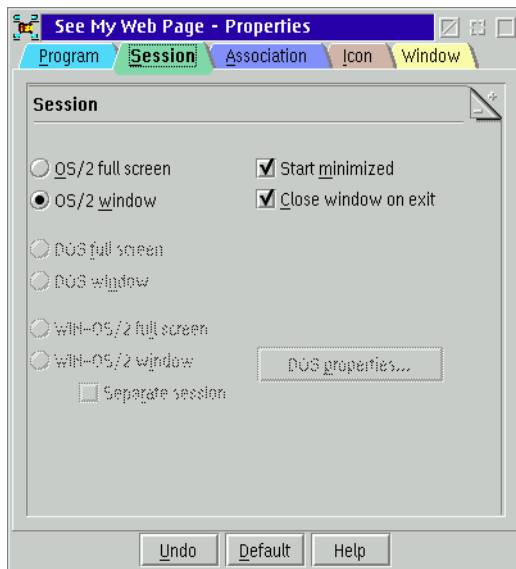 See My Web Page - Properties
Program Session Association Icon Window
Session
OS/2 full screen Start minimized
OS/2 window Close window on exit
DOS full screen
DOS window
WIN-OS/2 full screen
WIN-OS/2 window DOS properties...
Separate session
Undo Default Help